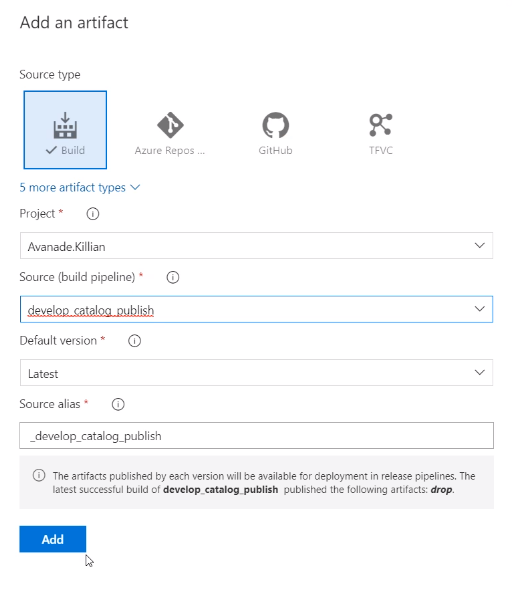 Add an artifact
Source type
Build
Azure Repos ...
GitHub
TFVC
5 more artifact types
Project *
Avanade.Killian
Source (build pipeline) *
develop_catalog_publish
Default version *
Latest
Source alias *
_develop_catalog_publish
The artifacts published by each version will be available for deployment in release pipelines. The
latest successful build of develop_catalog_publish published the following artifacts: drop.
Add